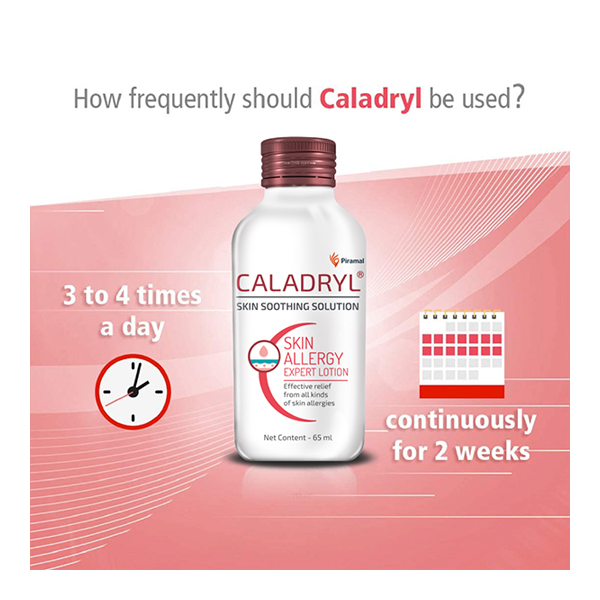 How frequently should Caladryl be used?
Piramal
CALADRYL®
SKIN SOOTHING SOLUTION
SKIN
ALLERGY
EXPERT LOTION
Effective relief
from all kinds
of skin allergies
Net Content - 65 ml
3 to 4 times
a day
continuously
for 2 weeks